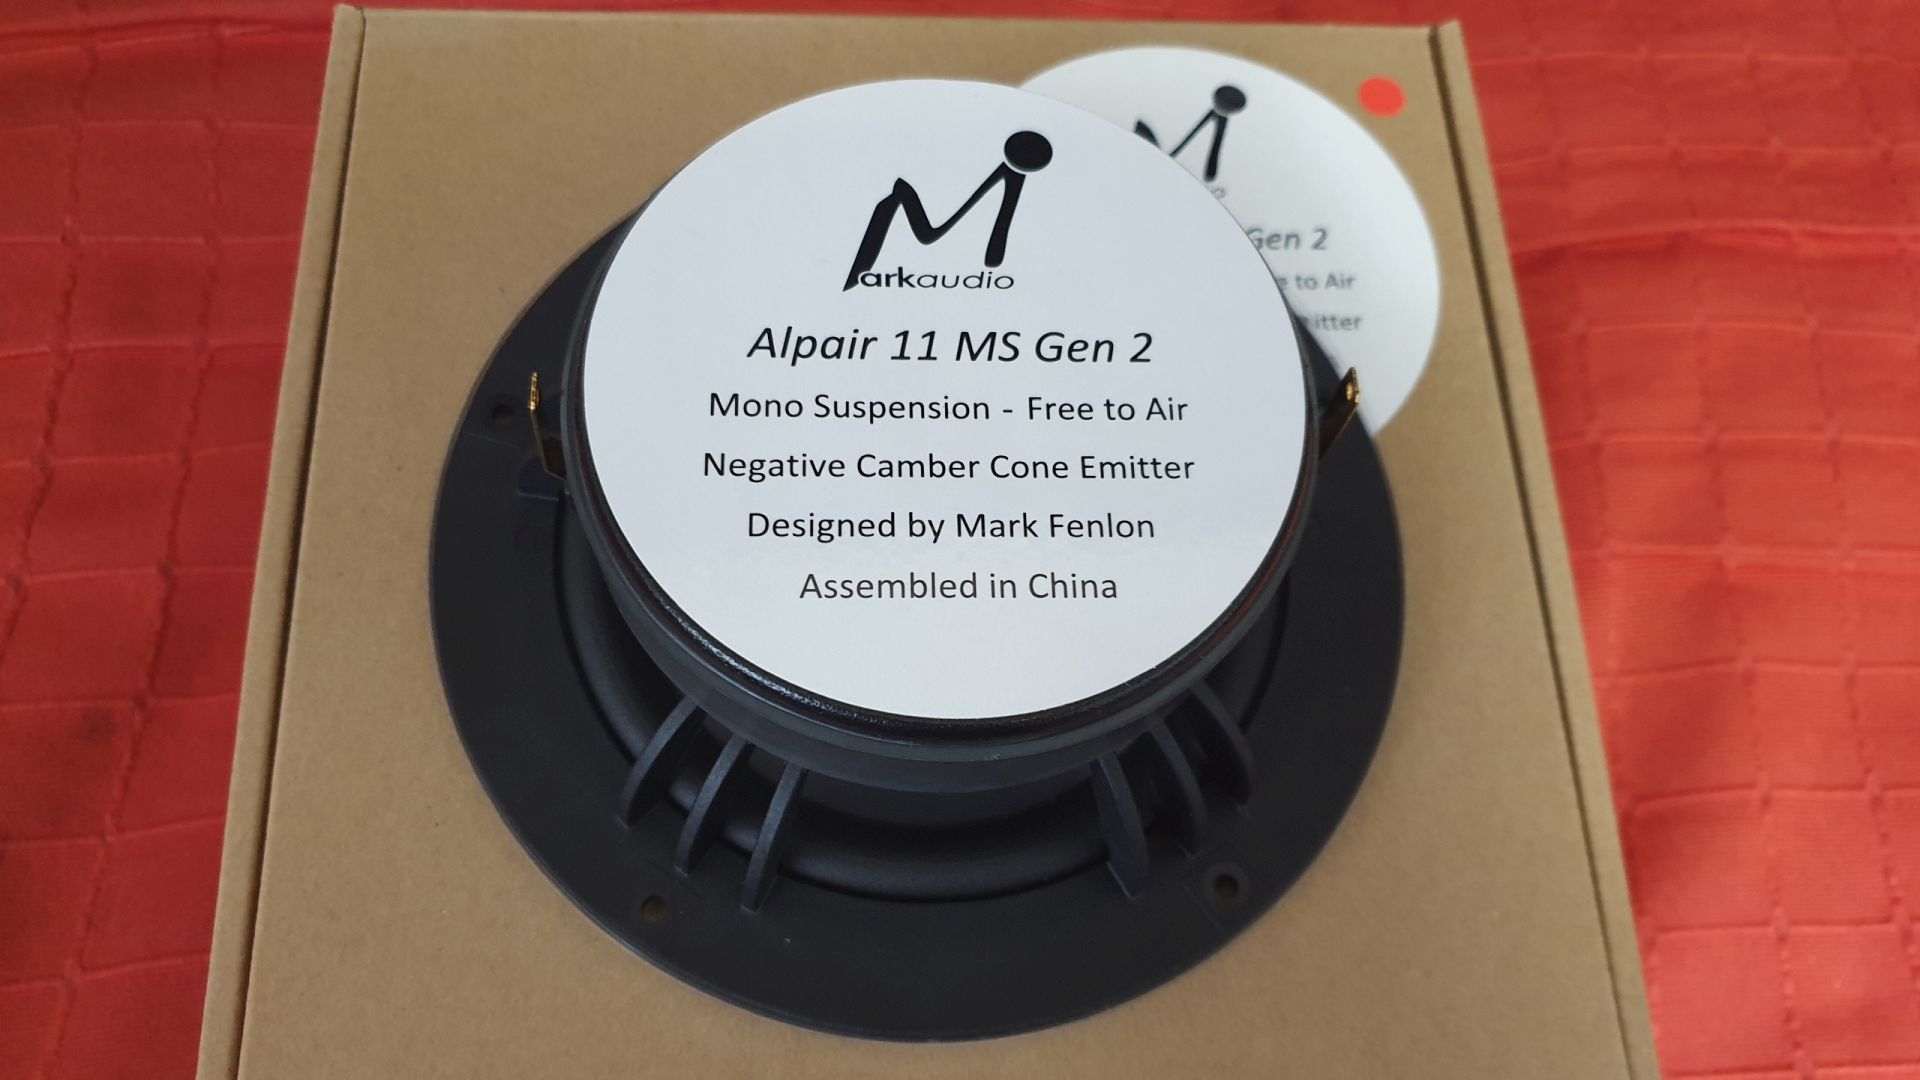 Markaudio
Alpair 11 MS Gen 2
Mono Suspension - Free to Air
Negative Camber Cone Emitter
Designed by Mark Fenlon
Assembled in China
Gen 2
to Air